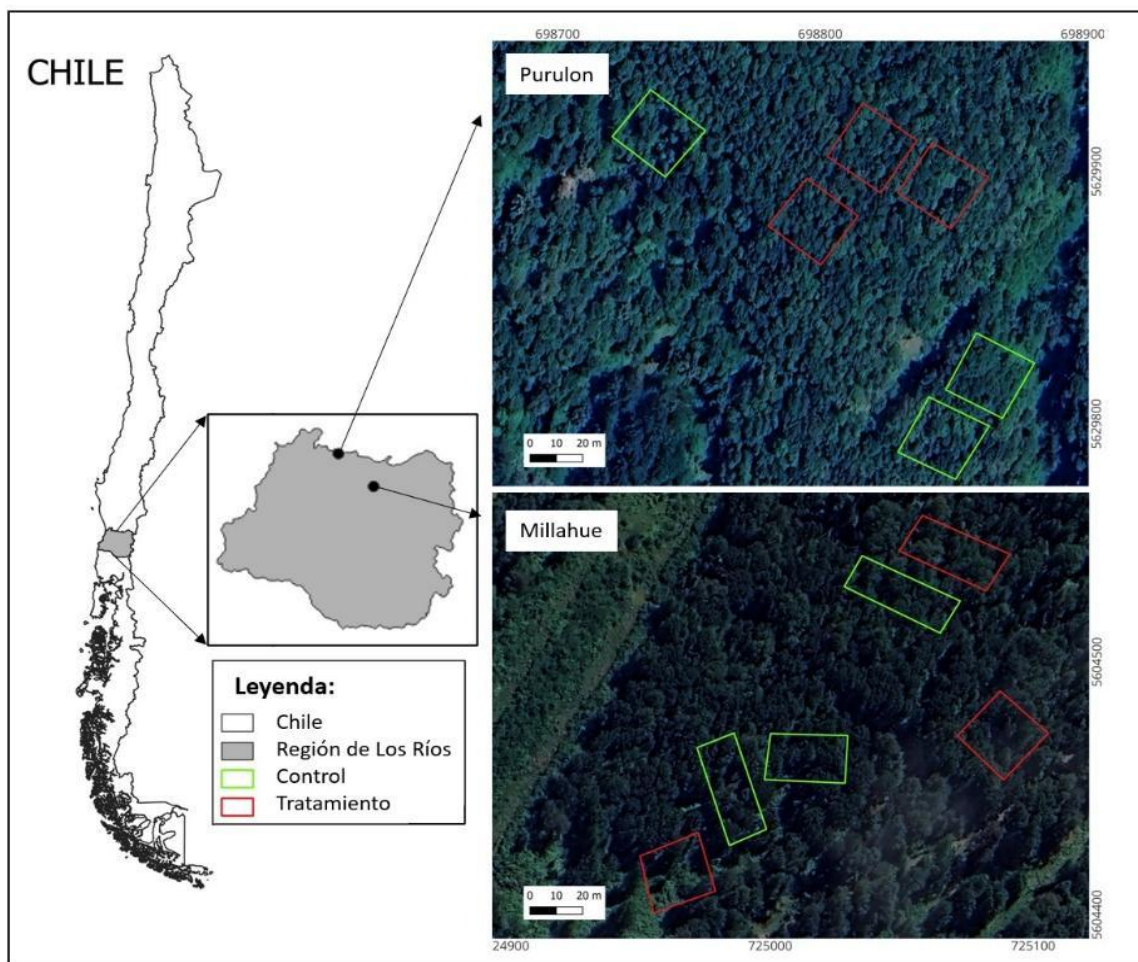 CHILE
698700
698800
698900
Purulon
5629900
5629800
0 10 20 m
Millahue
5604500
5604400
0 10 20 m
24900
725000
725100
Leyenda:
Chile
Región de Los Ríos
Control
Tratamiento